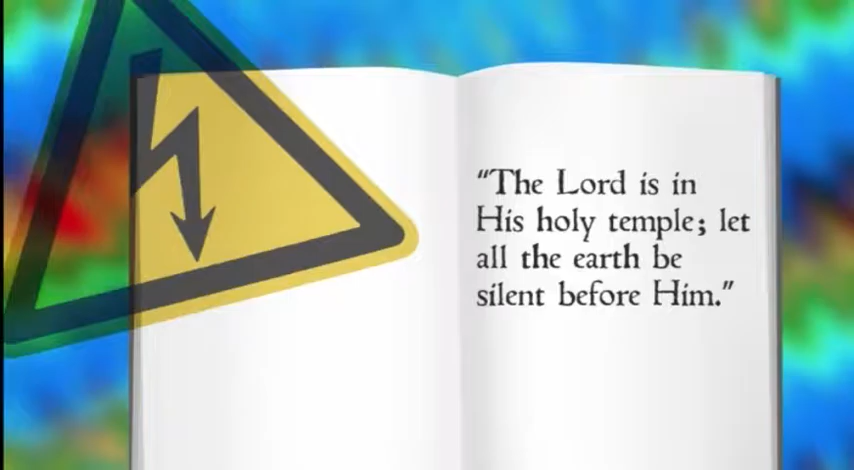 “The Lord is in
His holy temple; let
all the earth be
silent before Him.”